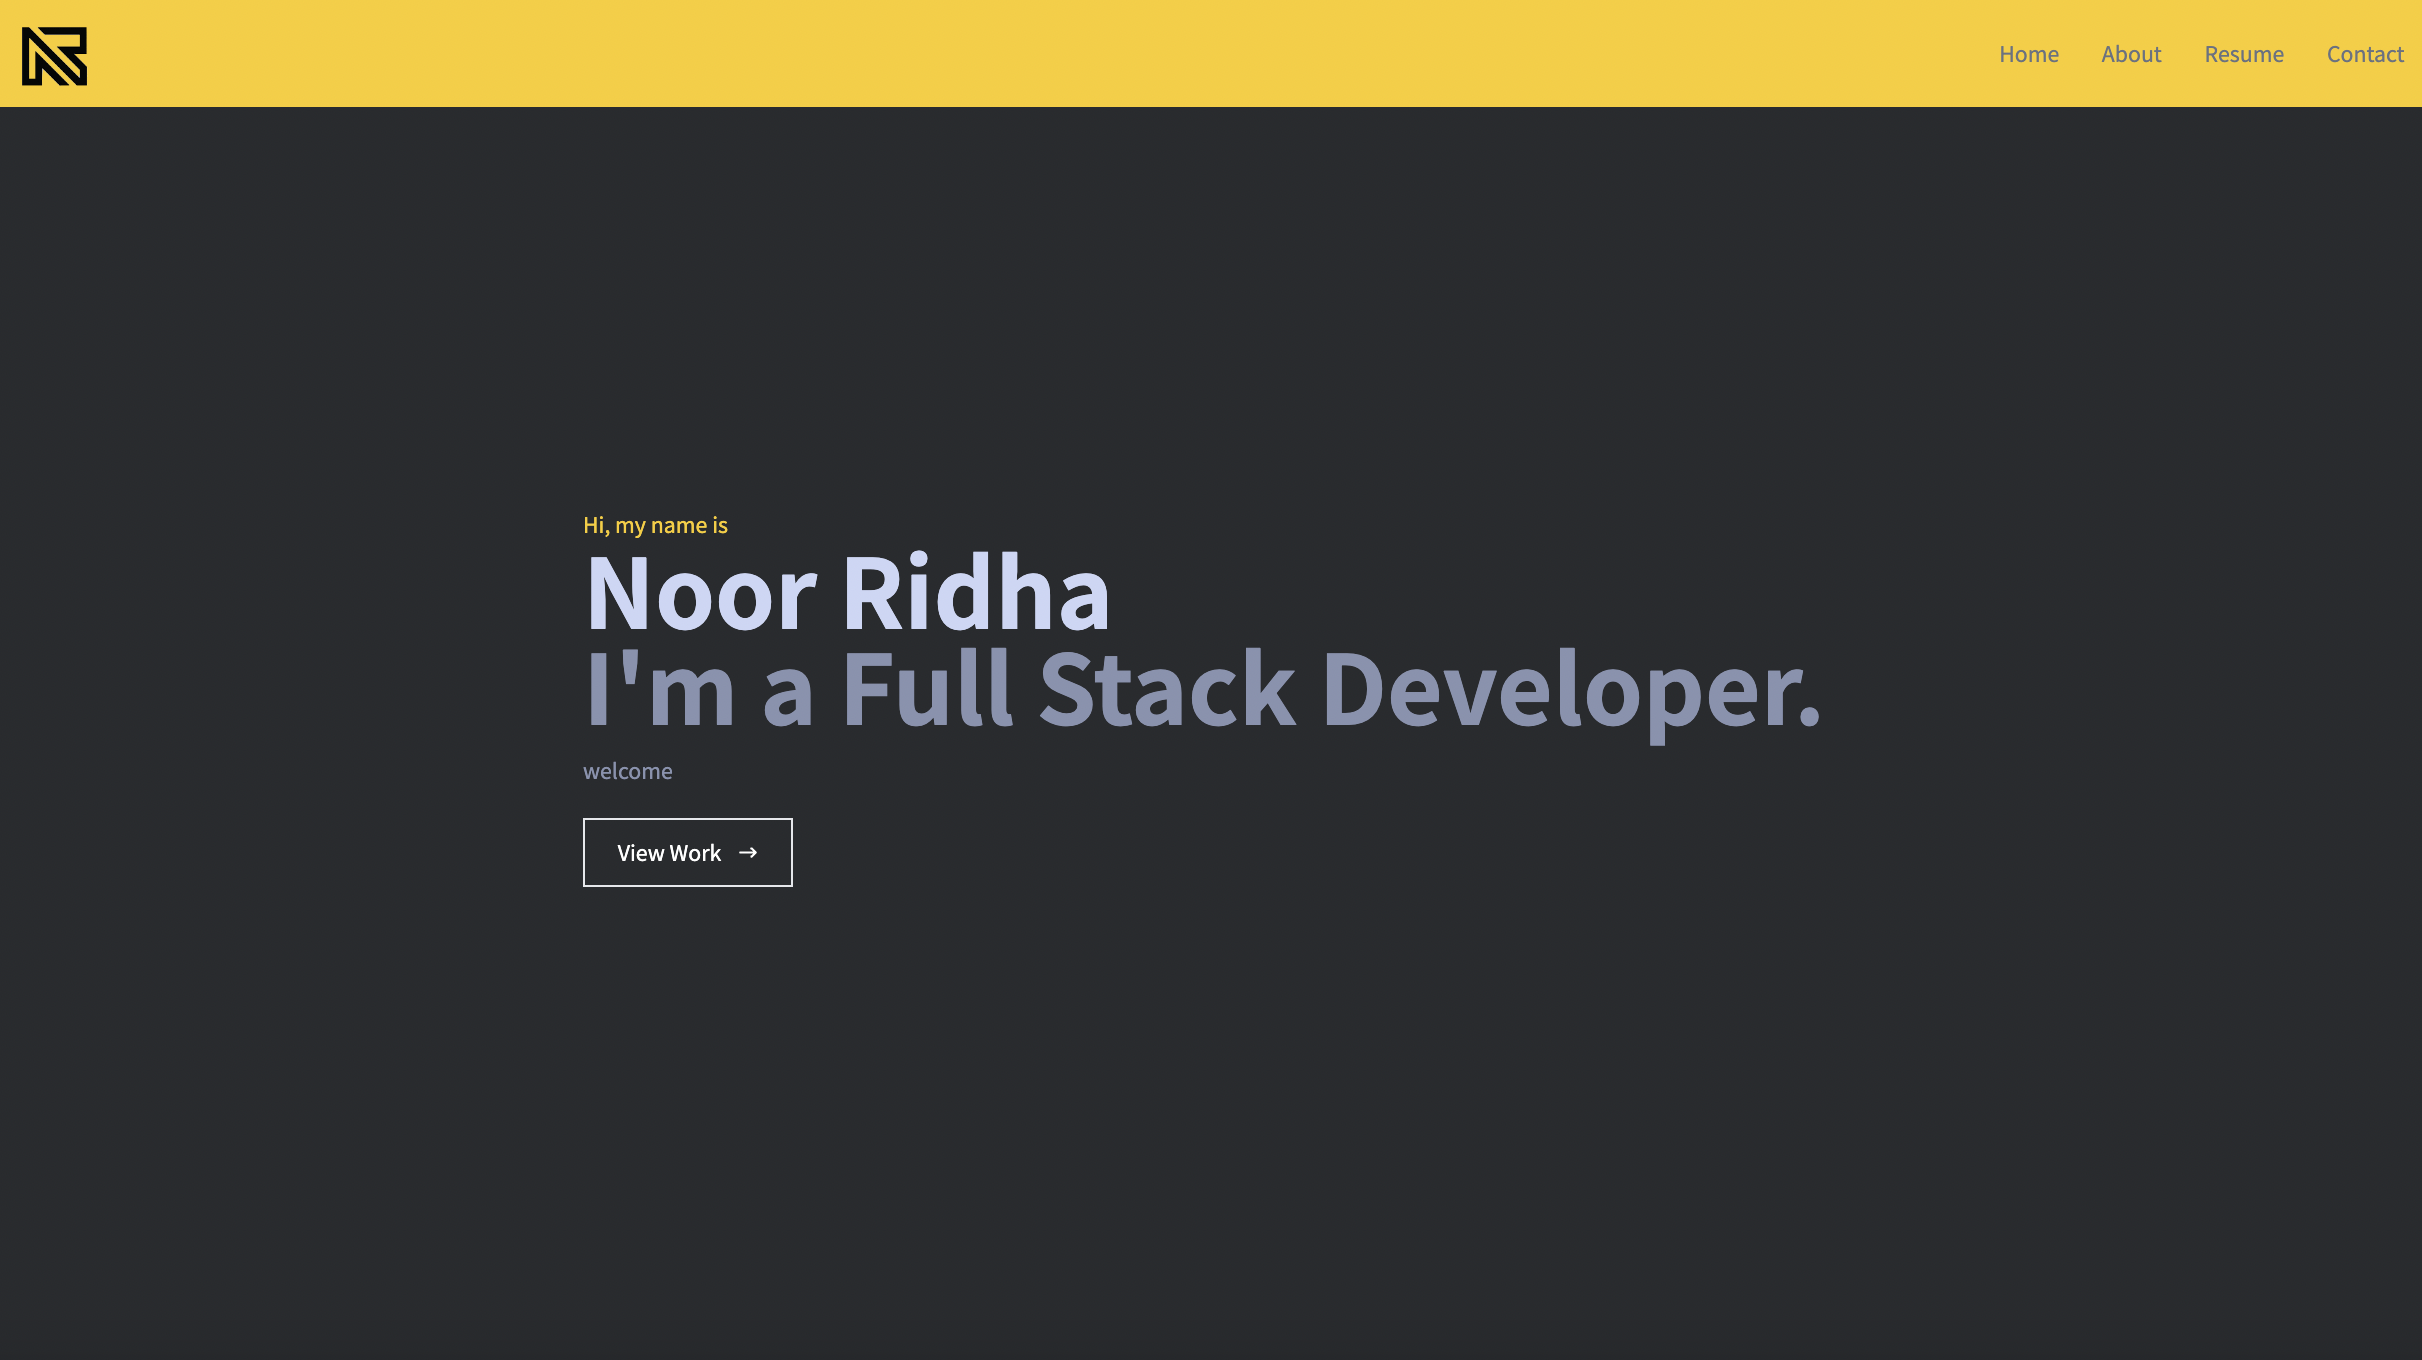 Home About Resume Contact
Hi, my name is
Noor Ridha
I'm a Full Stack Developer.
welcome
View Work →